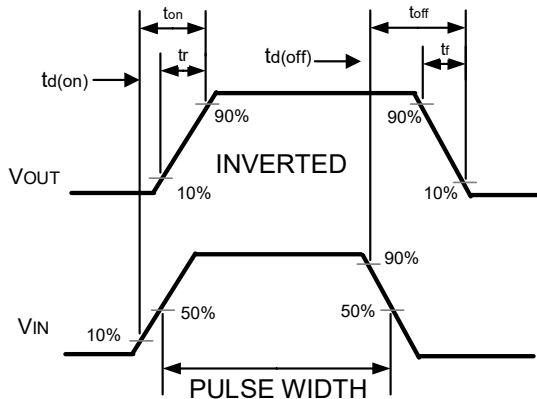 ton
toff
tr
tf
td(on)
td(off)
90%
90%
INVERTED
VOUT
10%
10%
90%
50%
50%
VIN
10%
PULSE WIDTH